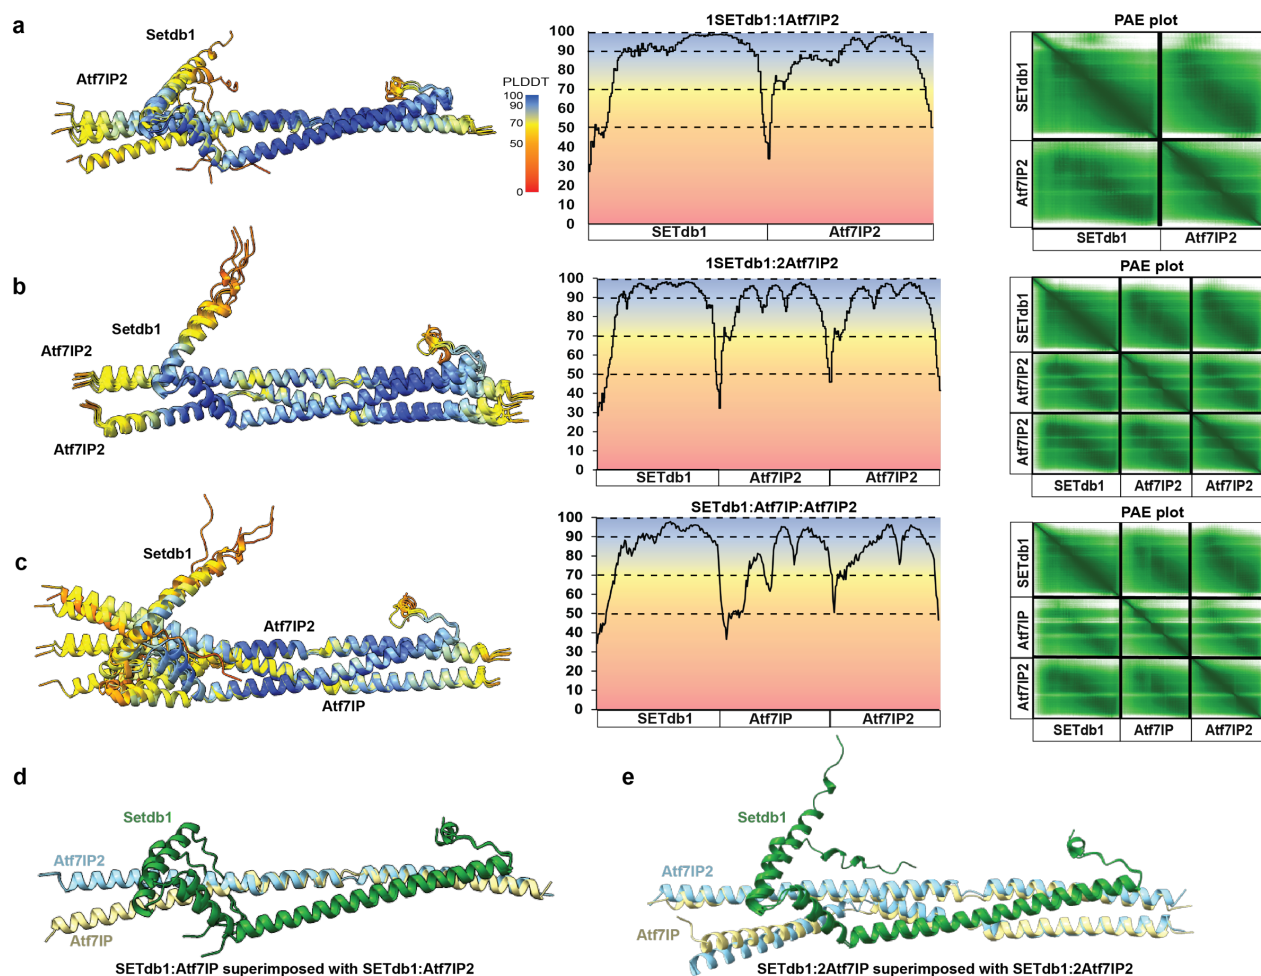 a
Setdb1
Atf7IP2
PLDDT
100
90
70
50
0
1SETdb1:1Atf7IP2
100
90
80
70
60
50
40
30
20
10
0
SETdb1
Atf7IP2
PAE plot
SETdb1
Atf7IP2
SETdb1
Atf7IP2
b
Setdb1
Atf7IP2
Atf7IP2
1SETdb1:2Atf7IP2
100
90
80
70
60
50
40
30
20
10
0
SETdb1
Atf7IP2
Atf7IP2
PAE plot
SETdb1
Atf7IP2
Atf7IP2
SETdb1
Atf7IP2
Atf7IP2
c
Setdb1
Atf7IP2
Atf7IP
SETdb1:Atf7IP:Atf7IP2
100
90
80
70
60
50
40
30
20
10
0
SETdb1
Atf7IP
Atf7IP2
PAE plot
SETdb1
Atf7IP
Atf7IP2
SETdb1
Atf7IP
Atf7IP2
d
Setdb1
Atf7IP2
Atf7IP
SETdb1:Atf7IP superimposed with SETdb1:Atf7IP2
e
Setdb1
Atf7IP2
Atf7IP
SETdb1:2Atf7IP superimposed with SETdb1:2Atf7IP2